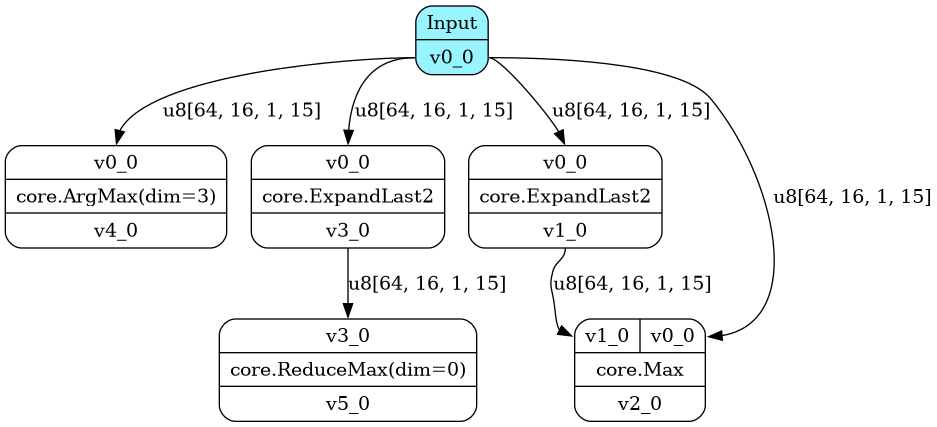 Input
v0_0
u8[64, 16, 1, 15]
u8[64, 16, 1, 15]
u8[64, 16, 1, 15]
v0_0
core.ArgMax(dim=3)
v4_0
v0_0
core.ExpandLast2
v3_0
v0_0
core.ExpandLast2
v1_0
u8[64, 16, 1, 15]
u8[64, 16, 1, 15]
u8[64, 16, 1, 15]
v3_0
core.ReduceMax(dim=0)
v5_0
v1_0 v0_0
core.Max
v2_0